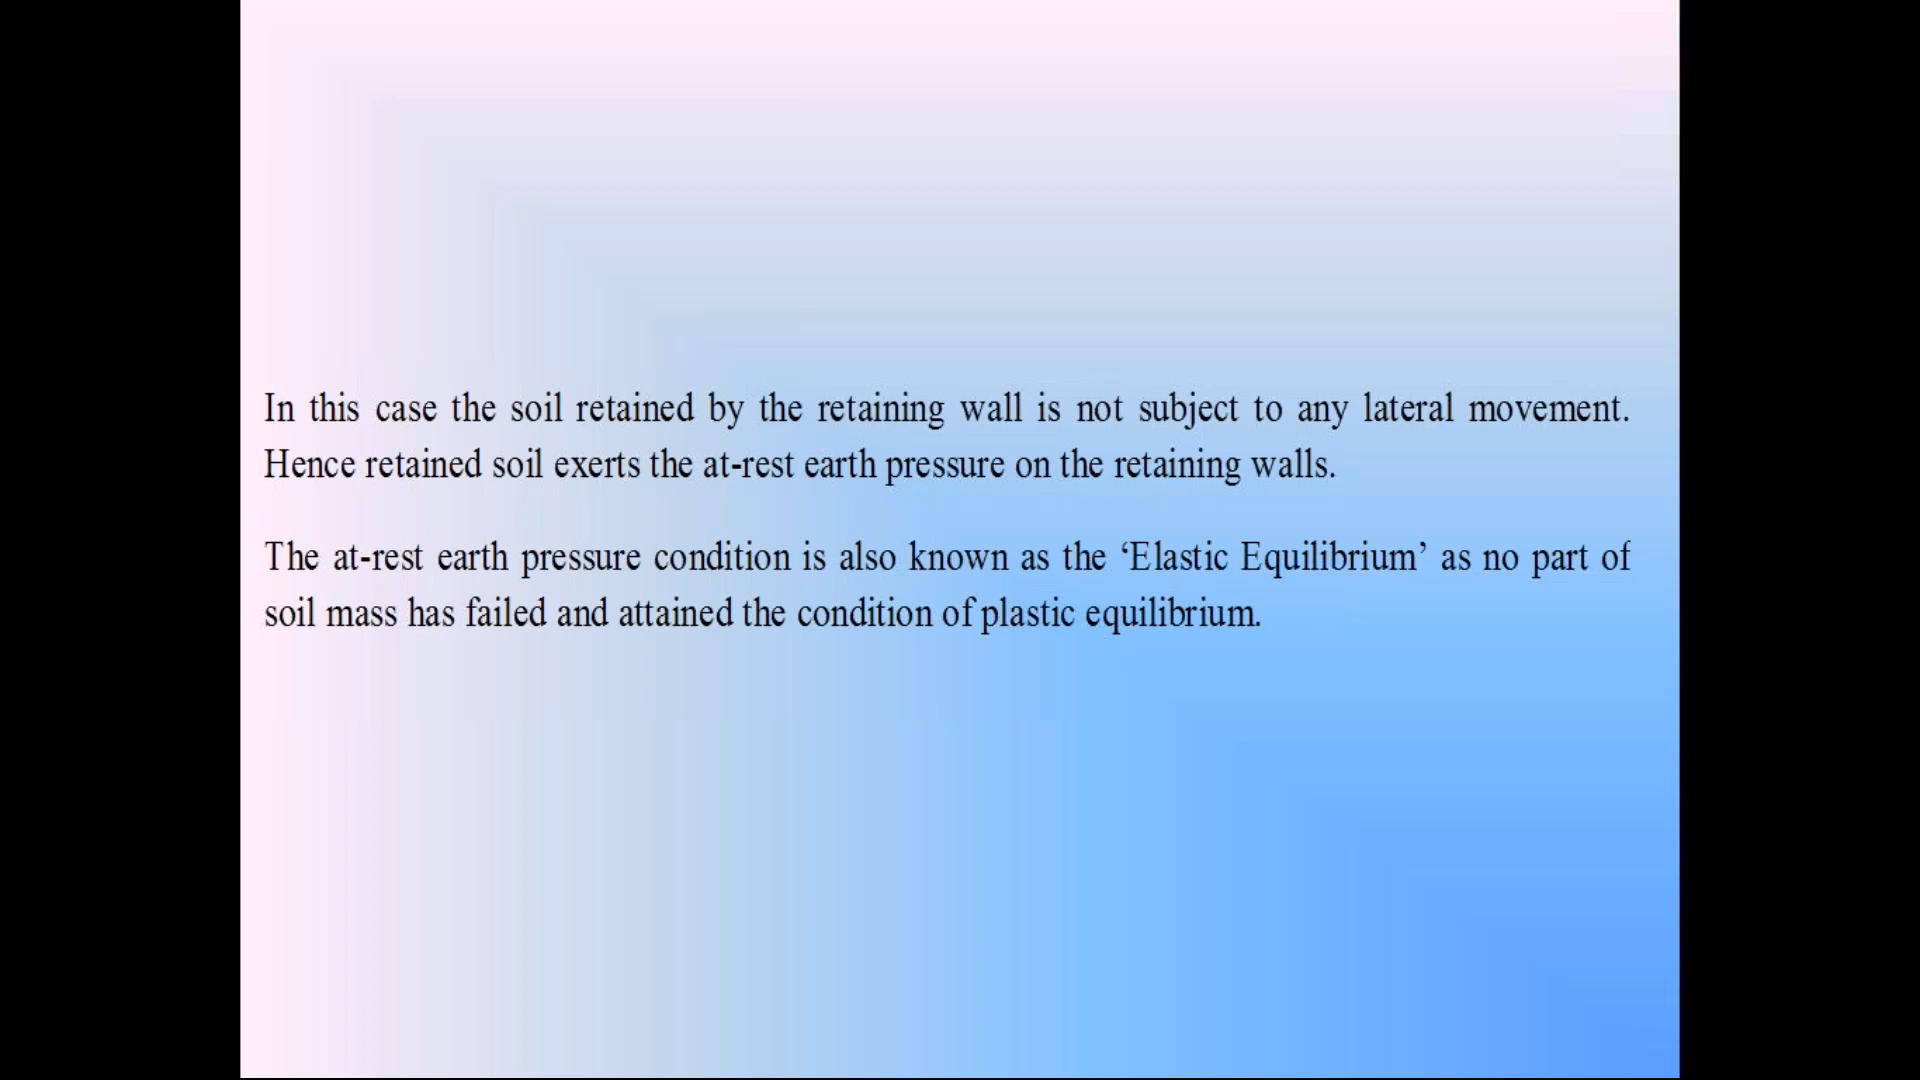 In this case the soil retained by the retaining wall is not subject to any lateral movement.
Hence retained soil exerts the at-rest earth pressure on the retaining walls.
The at-rest earth pressure condition is also known as the ‘Elastic Equilibrium’ as no part of
soil mass has failed and attained the condition of plastic equilibrium.